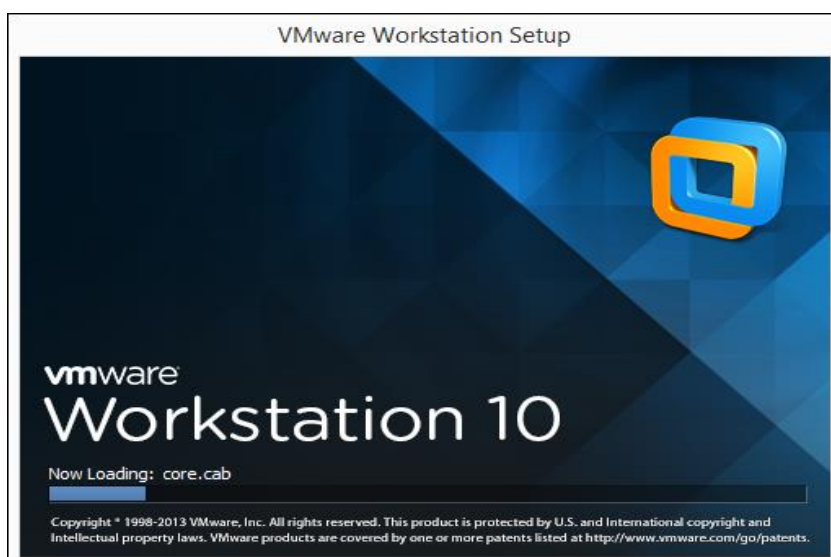 VMware Workstation Setup
vmware
Workstation 10
Now Loading: core.cab
Copyright * 1998-2013 VMware, Inc. All rights reserved. This product is protected by U.S. and International copyright and
Intellectual property laws. VMware products are covered by one or more patents listed at http://www.vmware.com/go/patents.